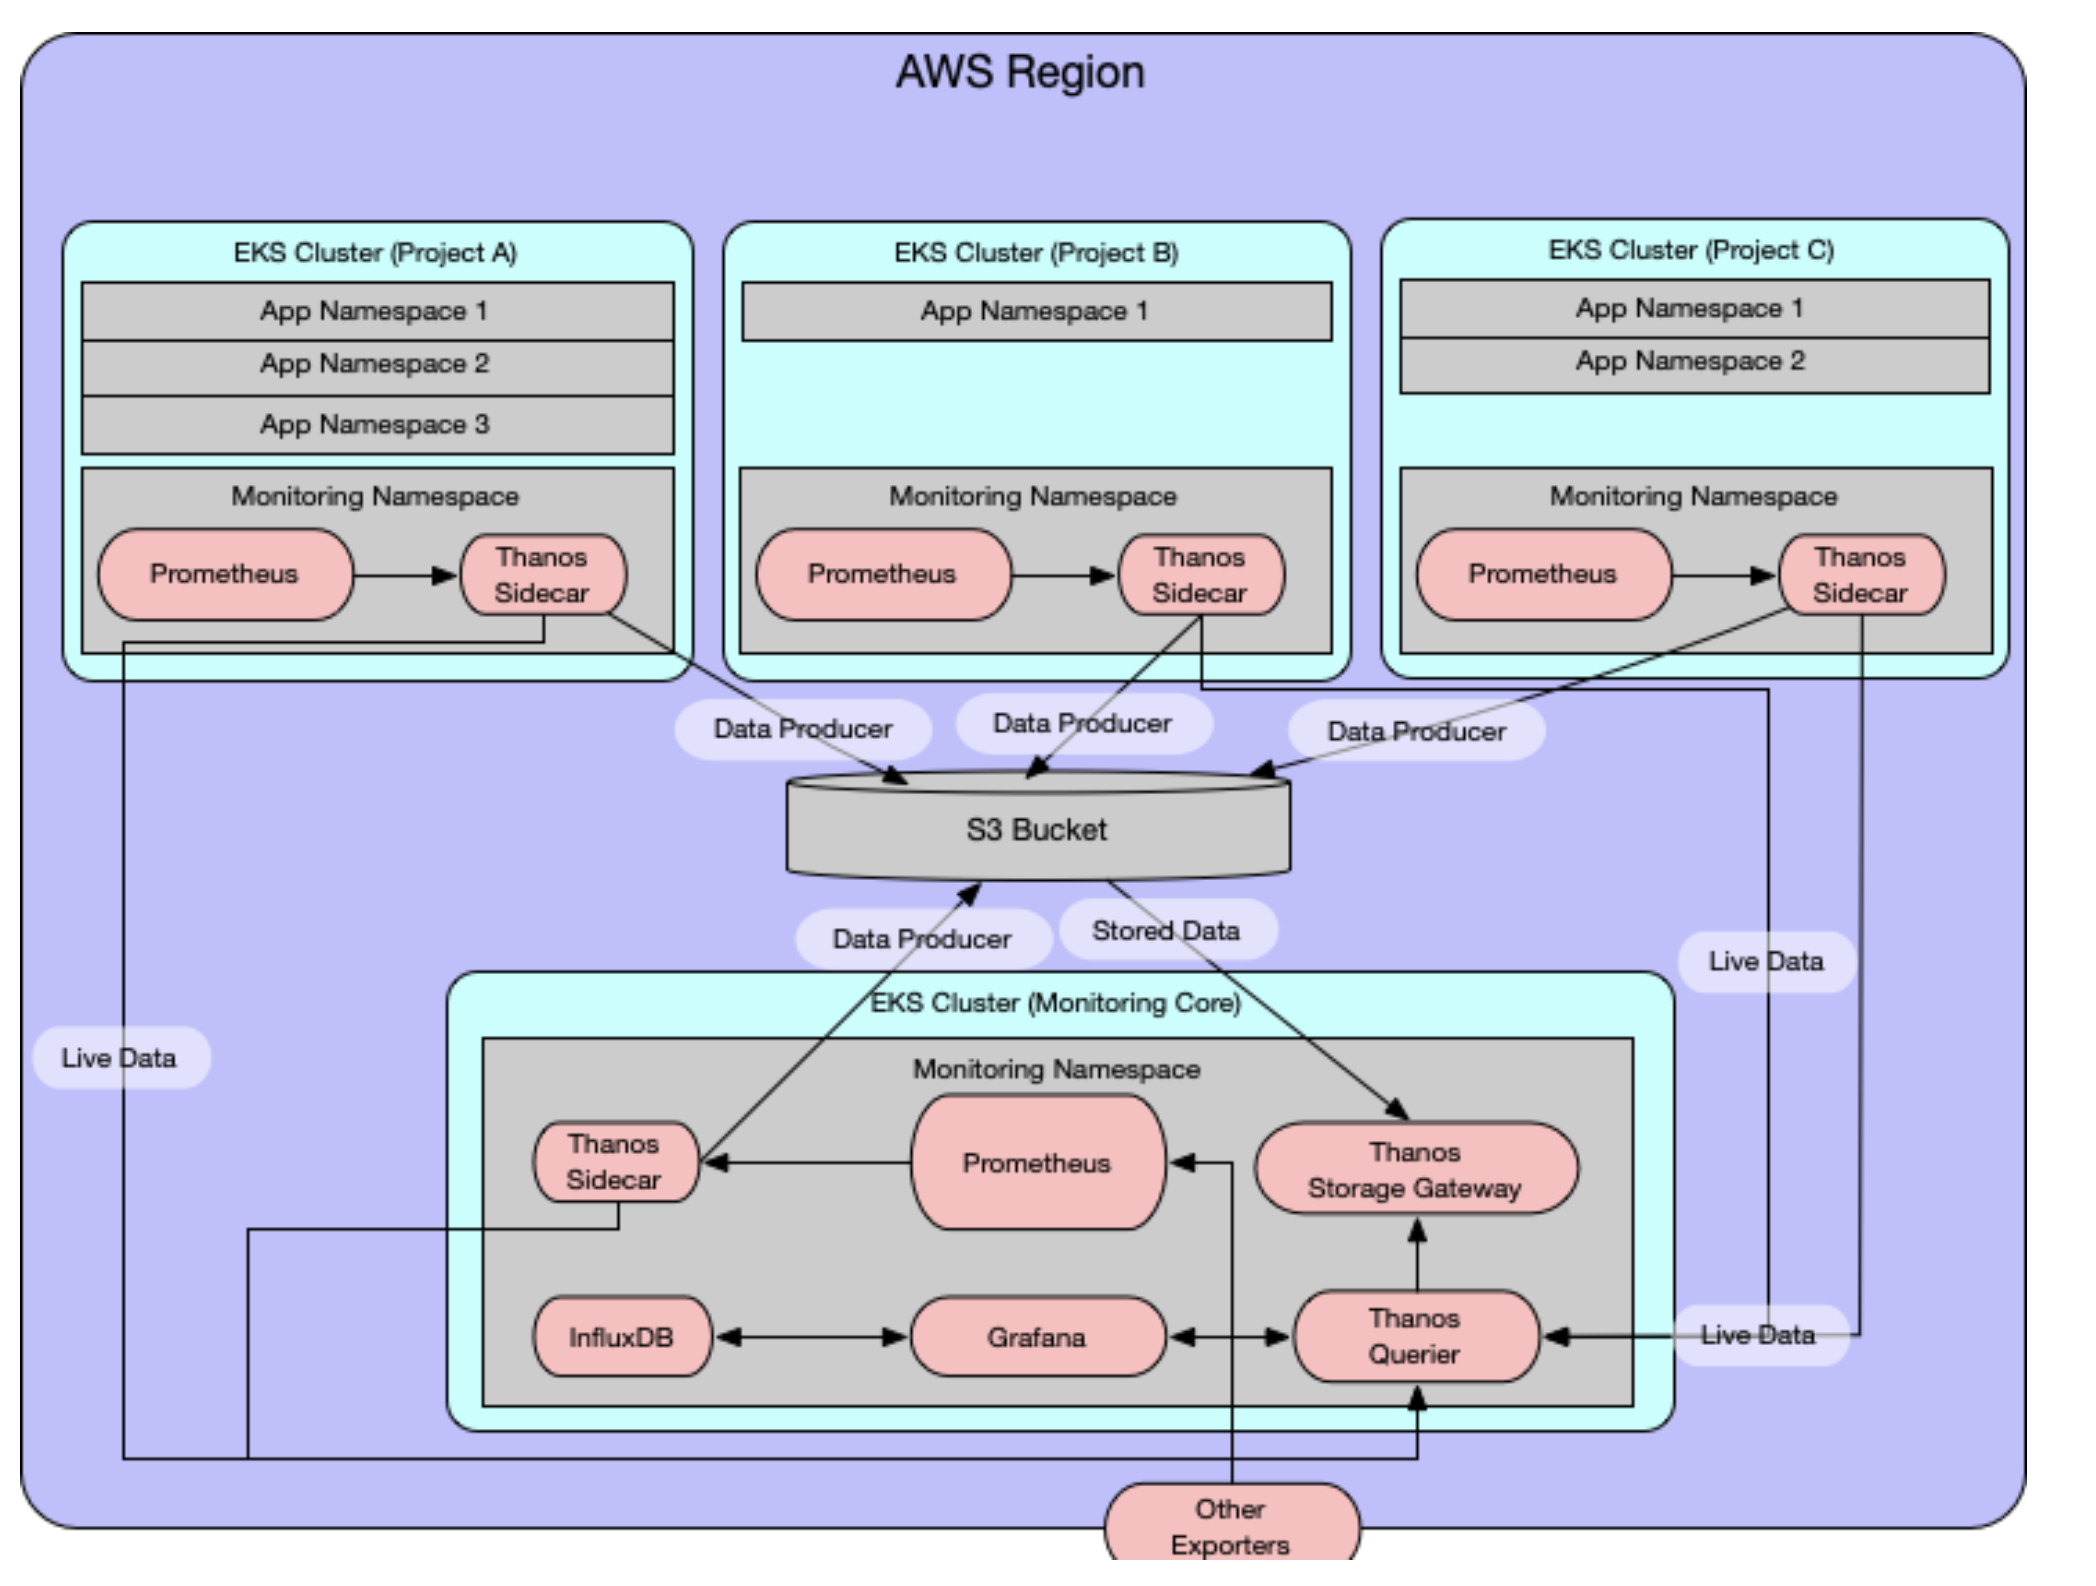 AWS Region
EKS Cluster (Project A)
App Namespace 1
App Namespace 2
App Namespace 3
Monitoring Namespace
Prometheus
Thanos
Sidecar
EKS Cluster (Project B)
App Namespace 1
Monitoring Namespace
Prometheus
Thanos
Sidecar
EKS Cluster (Project C)
App Namespace 1
App Namespace 2
Monitoring Namespace
Prometheus
Thanos
Sidecar
Data Producer
Data Producer
Data Producer
S3 Bucket
Data Producer
Stored Data
Live Data
Live Data
EKS Cluster (Monitoring Core)
Monitoring Namespace
Thanos
Sidecar
Prometheus
Thanos
Storage Gateway
InfluxDB
Grafana
Thanos
Querier
Live Data
Other
Exporters